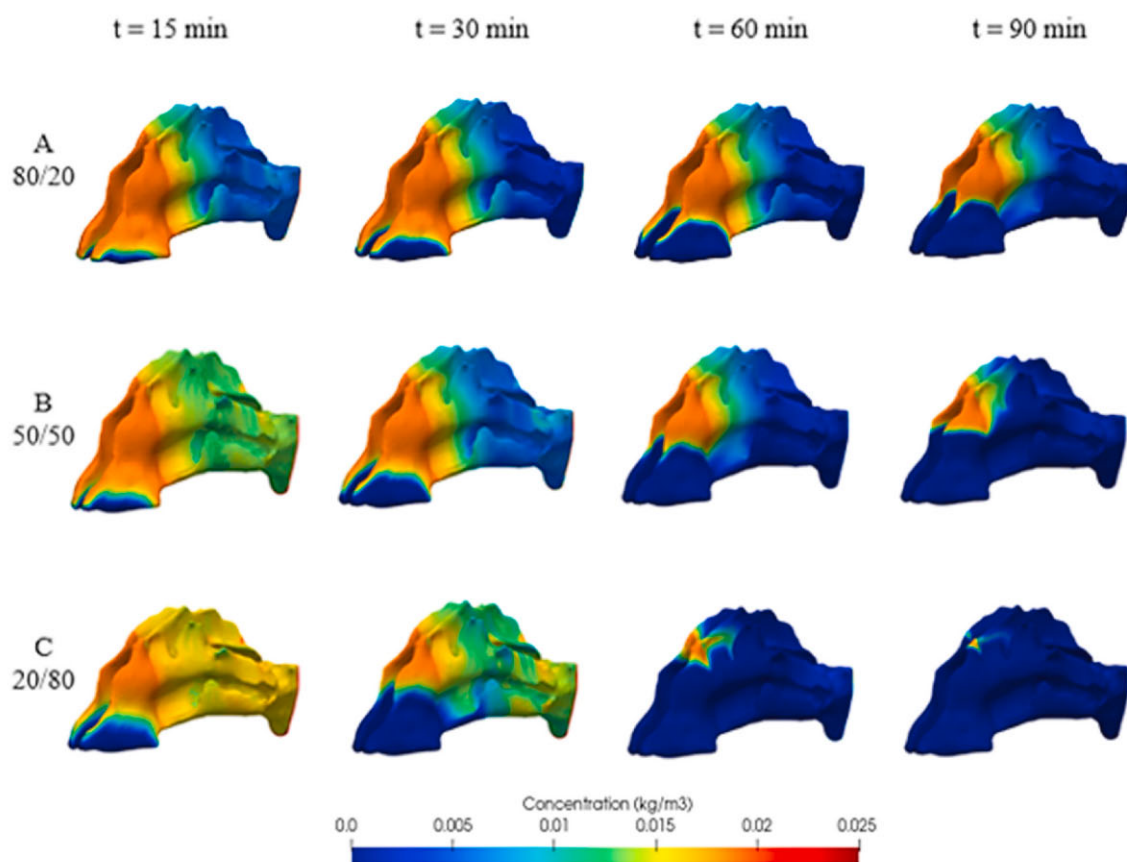 t = 15 min t = 30 min t = 60 min t = 90 min
A
80/20
B
50/50
C
20/80
Concentration (kg/m3)
0.0 0.005 0.01 0.015 0.02 0.025